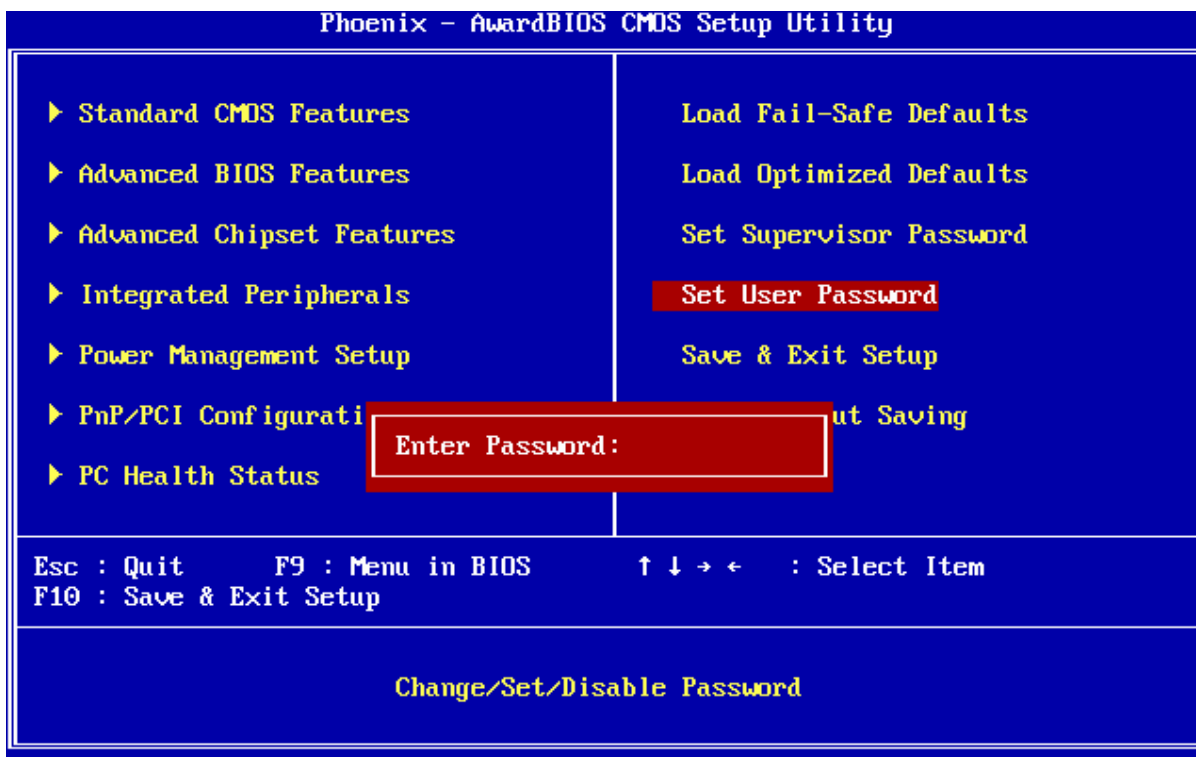 Phoenix - AwardBIOS CMOS Setup Utility
Standard CMOS Features
Advanced BIOS Features
Advanced Chipset Features
Integrated Peripherals
Power Management Setup
PnP/PCI Configurati
PC Health Status
Load Fail-Safe Defaults
Load Optimized Defaults
Set Supervisor Password
Set User Password
Save & Exit Setup
ut Saving
Enter Password:
Esc : Quit F9 : Menu in BIOS ↑ ↓ → ← : Select Item
F10 : Save & Exit Setup
Change/Set/Disable Password